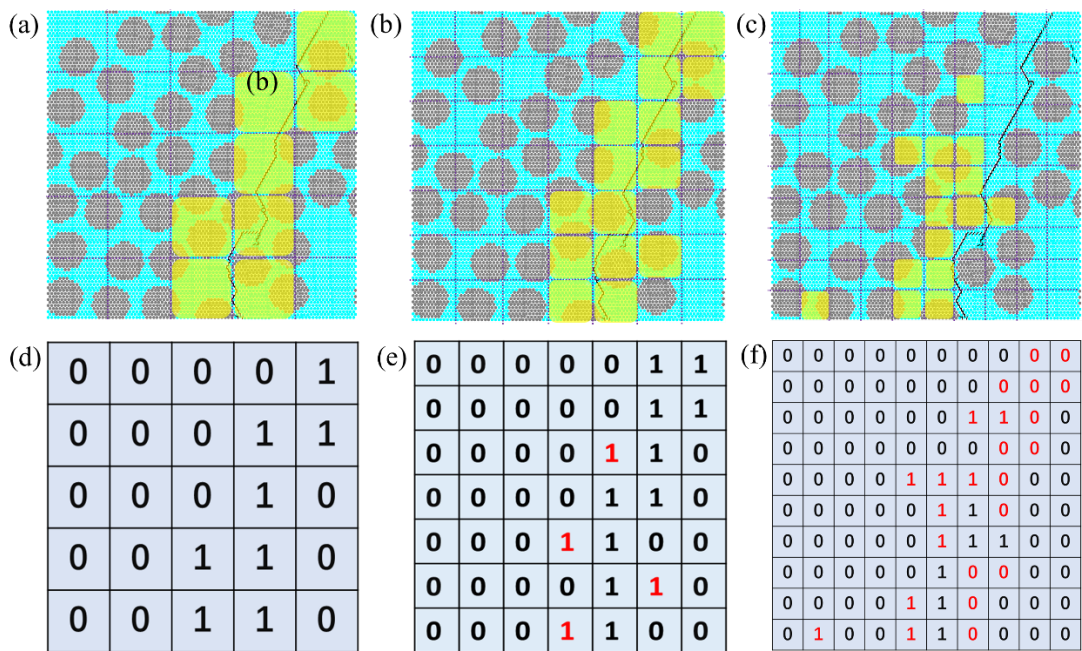 (a)
(b)
(b)
(c)
(d)
0 0 0 0 1
0 0 0 1 1
0 0 0 1 0
0 0 1 1 0
0 0 1 1 0
(e)
0 0 0 0 0 1 1
0 0 0 0 0 1 1
0 0 0 0 1 1 0
0 0 0 0 1 1 0
0 0 0 1 1 0 0
0 0 0 0 1 1 0
0 0 0 1 1 0 0
(f)
0 0 0 0 0 0 0 0 0 0
0 0 0 0 0 0 0 0 0 0
0 0 0 0 0 0 1 1 0 0
0 0 0 0 0 0 0 0 0 0
0 0 0 0 1 1 1 0 0 0
0 0 0 0 0 1 1 0 0 0
0 0 0 0 0 1 1 1 0 0
0 0 0 0 0 1 0 0 0 0
0 0 0 0 1 1 0 0 0 0
0 1 0 0 1 1 0 0 0 0